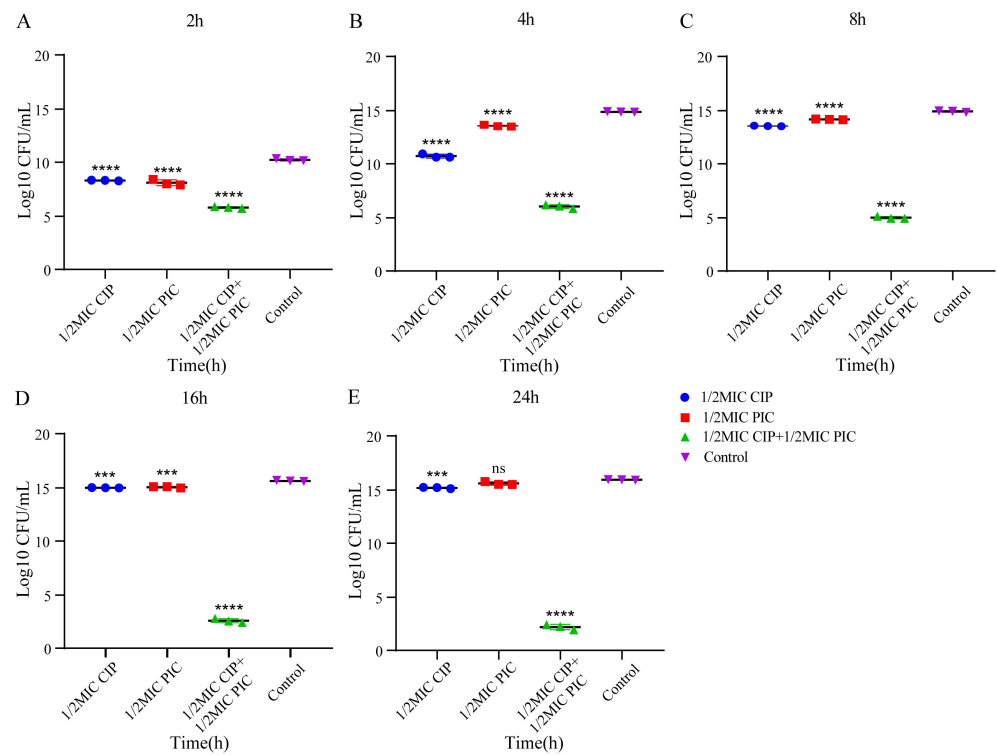 A
2h
Log10 CFU/mL
20
15
10
5
0
****
****
****
1/2MIC CIP
1/2MIC PIC
1/2MIC CIP+
1/2MIC PIC
Control
Time(h)
B
4h
Log10 CFU/mL
20
15
10
5
0
****
****
****
1/2MIC CIP
1/2MIC PIC
1/2MIC CIP+
1/2MIC PIC
Control
Time(h)
C
8h
Log10 CFU/mL
20
15
10
5
0
****
****
****
1/2MIC CIP
1/2MIC PIC
1/2MIC CIP+
1/2MIC PIC
Control
Time(h)
D
16h
Log10 CFU/mL
20
15
10
5
0
***
***
****
1/2MIC CIP
1/2MIC PIC
1/2MIC CIP+
1/2MIC PIC
Control
Time(h)
E
24h
Log10 CFU/mL
20
15
10
5
0
***
ns
****
1/2MIC CIP
1/2MIC PIC
1/2MIC CIP+
1/2MIC PIC
Control
Time(h)
1/2MIC CIP
1/2MIC PIC
1/2MIC CIP+1/2MIC PIC
Control